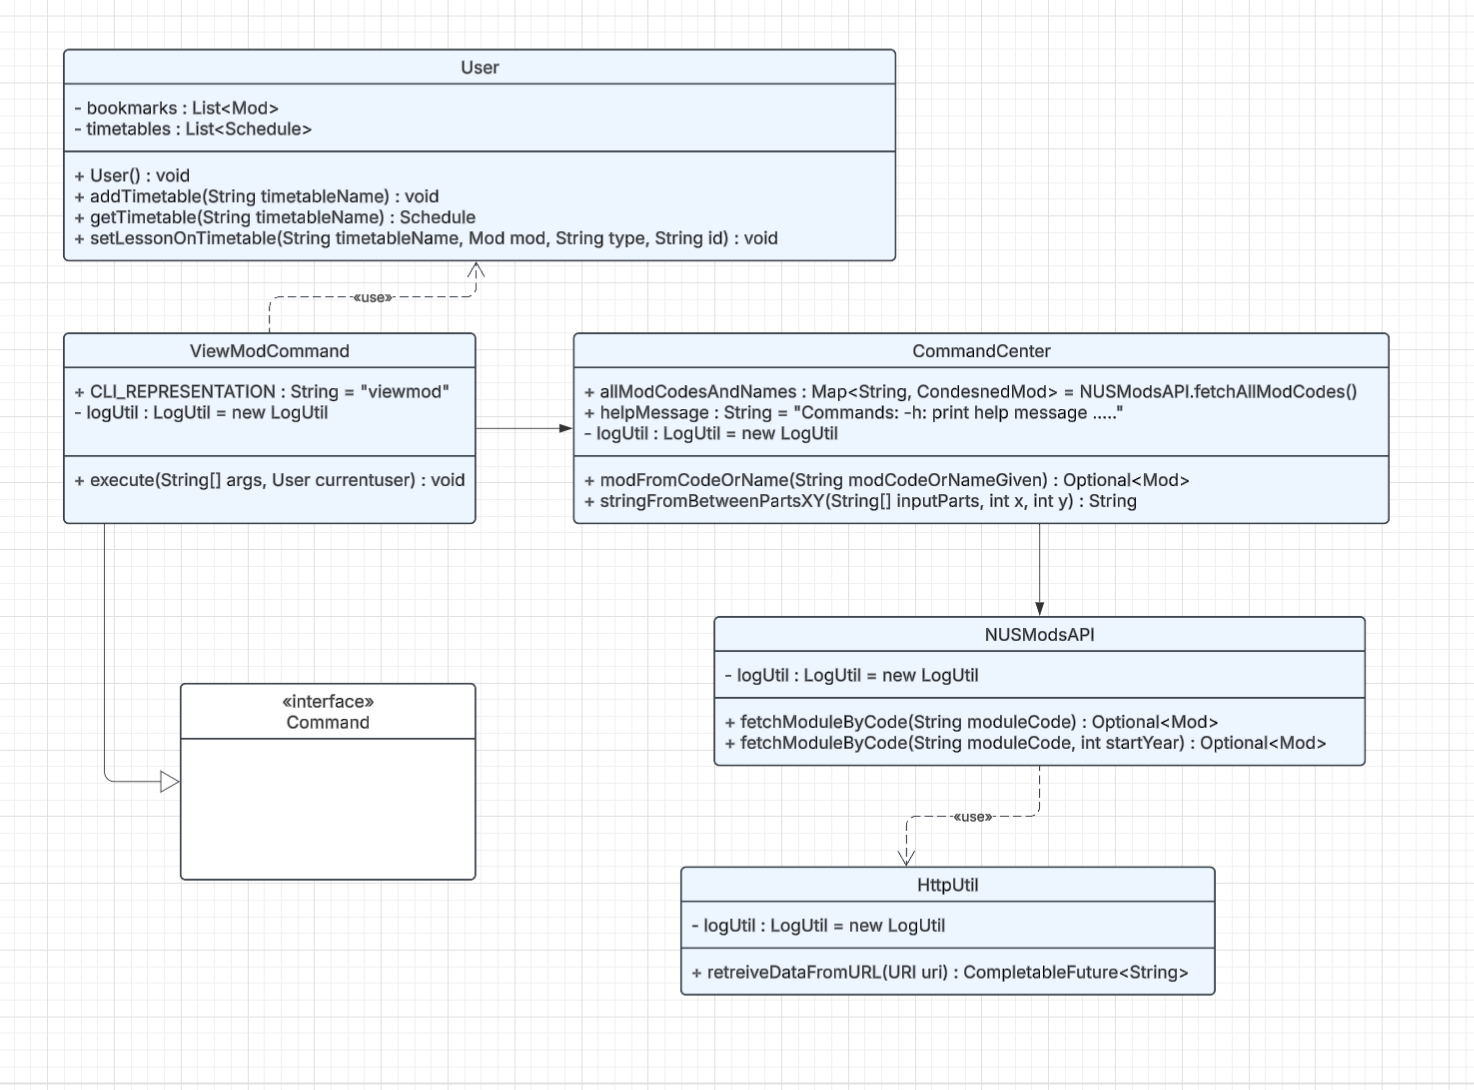 User
- bookmarks : List<Mod>
- timetables : List<Schedule>
+ User() : void
+ addTimetable(String timetableName) : void
+ getTimetable(String timetableName) : Schedule
+ setLessonOnTimetable(String timetableName, Mod mod, String type, String id) : void
«use»
ViewModCommand
+ CLI_REPRESENTATION : String = "viewmod"
- logUtil : LogUtil = new LogUtil
+ execute(String[] args, User currentuser) : void
CommandCenter
+ allModCodesAndNames : Map<String, CondesnedMod> = NUSModsAPI.fetchAllModCodes()
+ helpMessage : String = "Commands: -h: print help message ....."
- logUtil : LogUtil = new LogUtil
+ modFromCodeOrName(String modCodeOrNameGiven) : Optional<Mod>
+ stringFromBetweenPartsXY(String[] inputParts, int x, int y) : String
NUSModsAPI
- logUtil : LogUtil = new LogUtil
+ fetchModuleByCode(String moduleCode) : Optional<Mod>
+ fetchModuleByCode(String moduleCode, int startYear) : Optional<Mod>
«interface»
Command
«use»
HttpUtil
- logUtil : LogUtil = new LogUtil
+ retreiveDataFromURL(URI uri) : CompletableFuture<String>